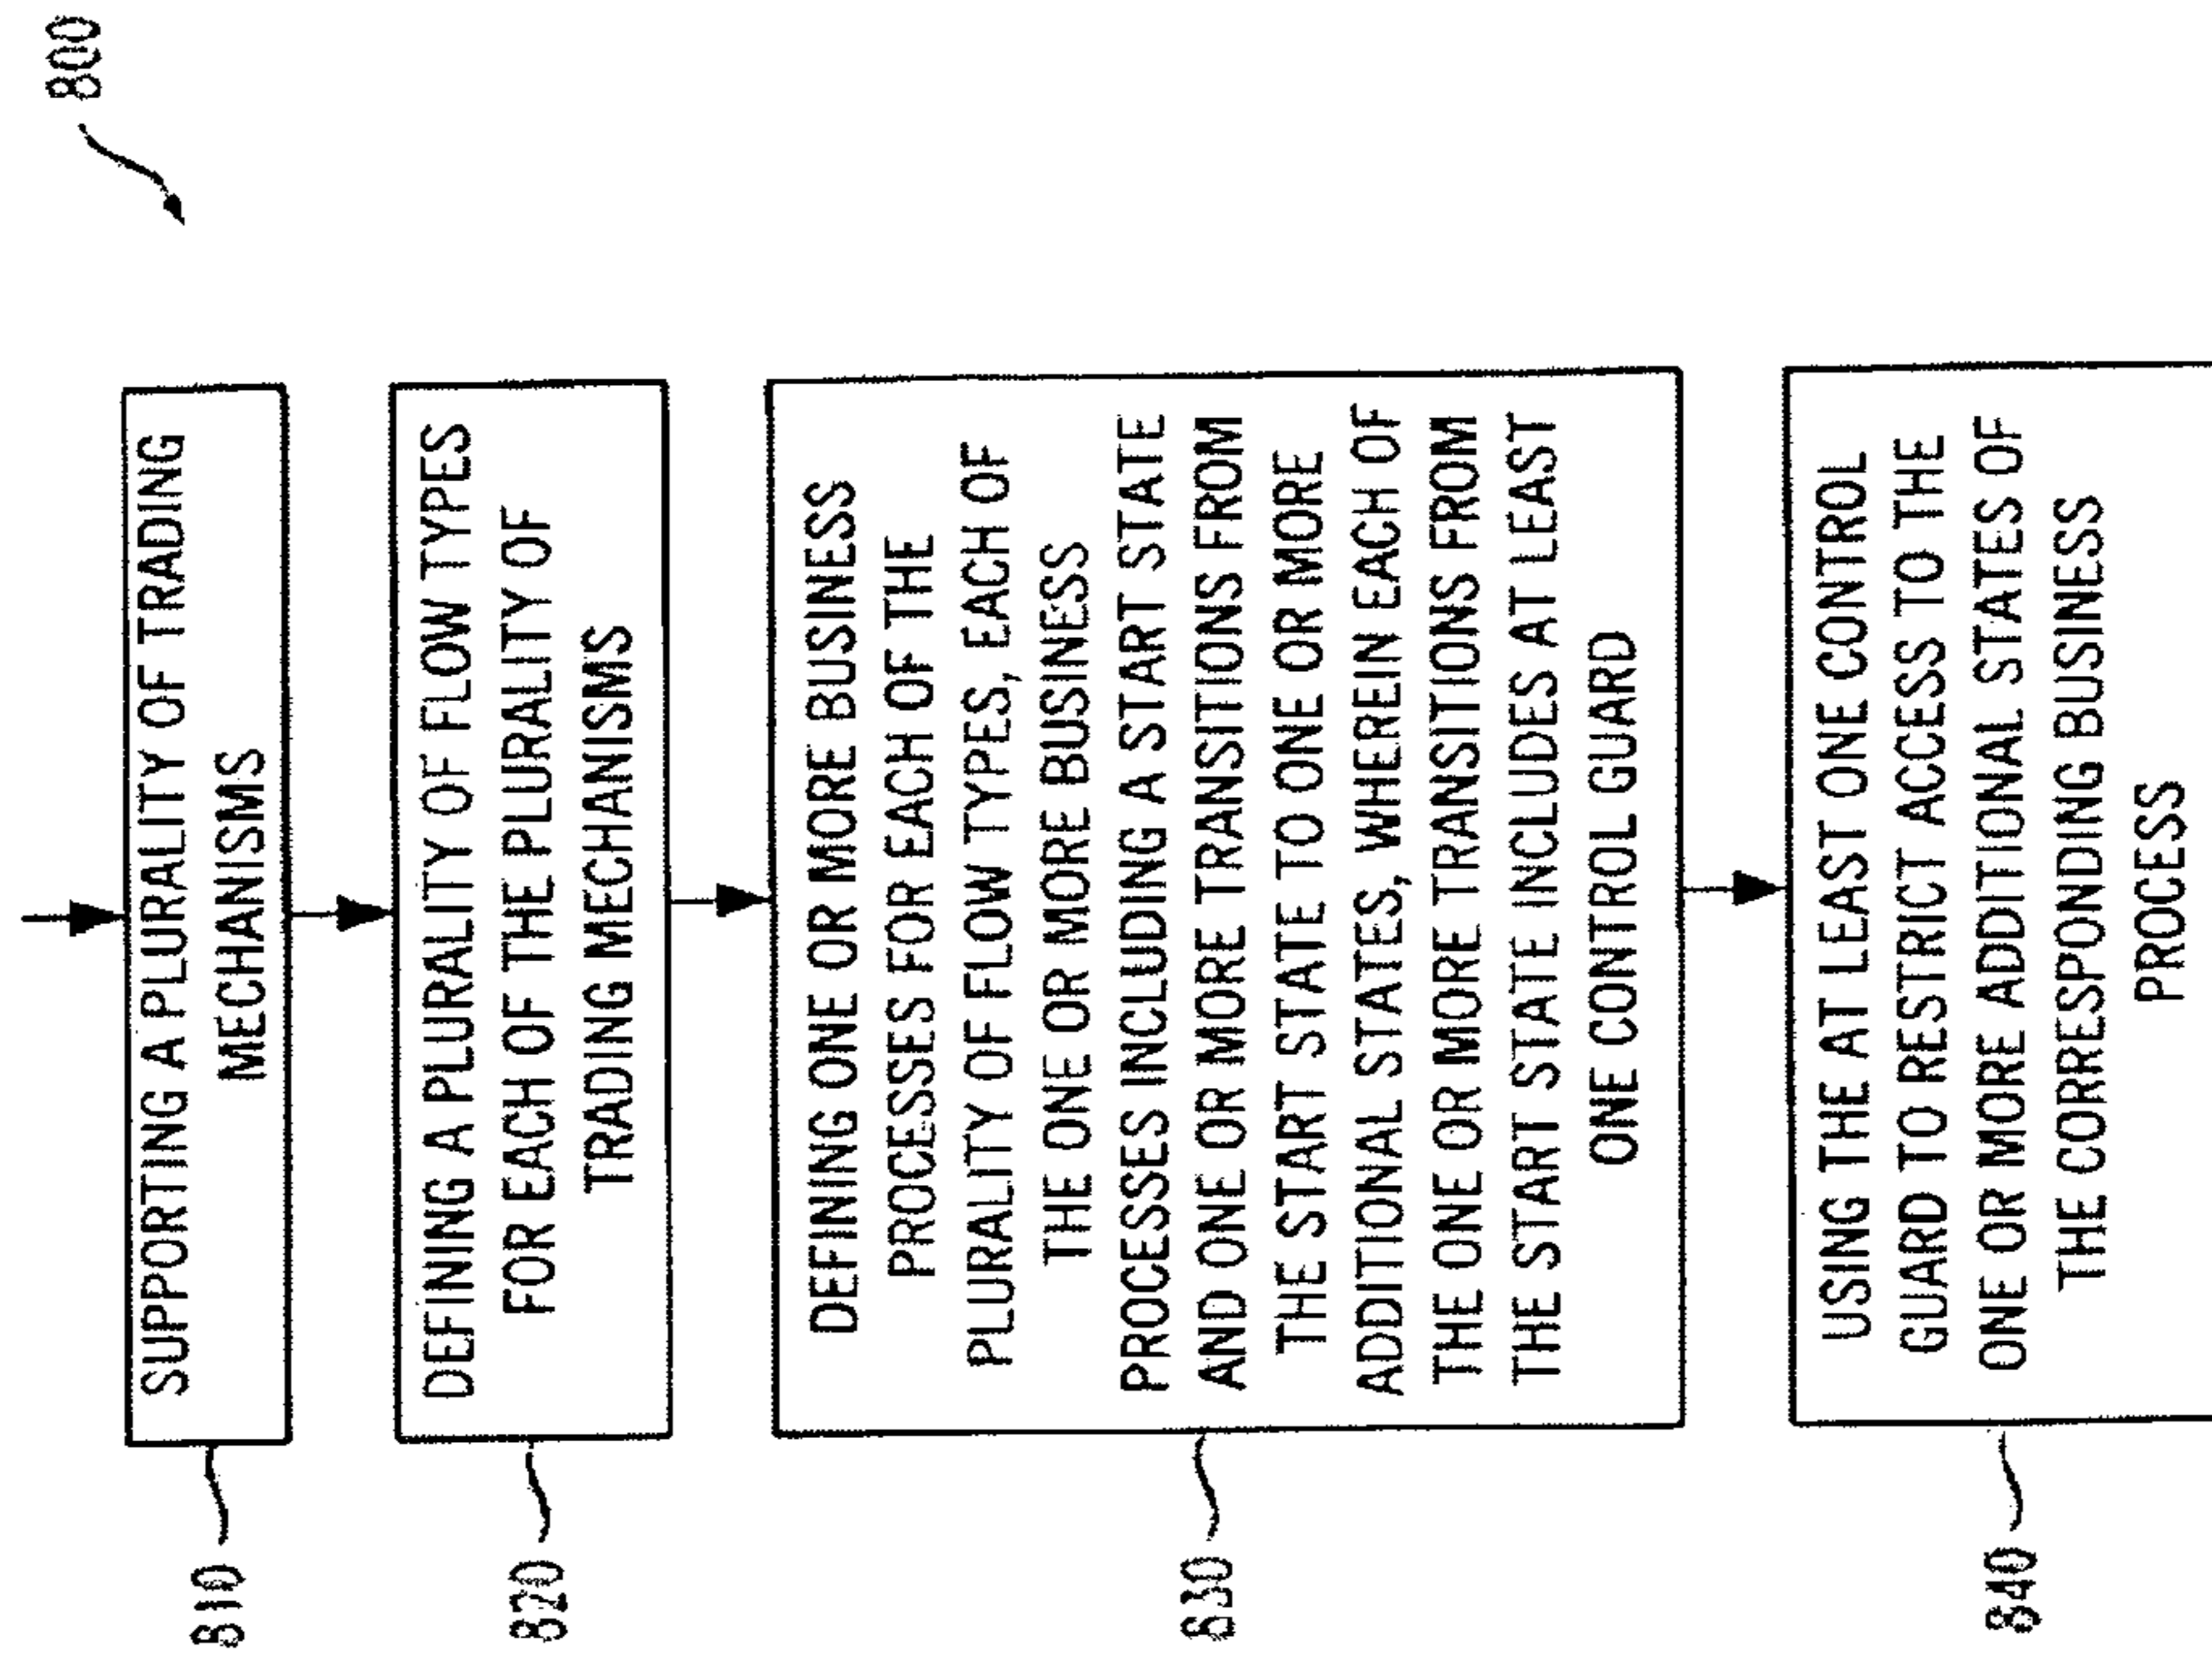 800
810
SUPPORTING A PLURALITY OF TRADING
MECHANISMS
820
DEFINING A PLURALITY OF FLOW TYPES
FOR EACH OF THE PLURALITY OF
TRADING MECHANISMS
830
DEFINING ONE OR MORE BUSINESS
PROCESSES FOR EACH OF THE
PLURALITY OF FLOW TYPES, EACH OF
THE ONE OR MORE BUSINESS
PROCESSES INCLUDING A START STATE
AND ONE OR MORE TRANSITIONS FROM
THE START STATE TO ONE OR MORE
ADDITIONAL STATES, WHEREIN EACH OF
THE ONE OR MORE TRANSITIONS FROM
THE START STATE INCLUDES AT LEAST
ONE CONTROL GUARD
840
USING THE AT LEAST ONE CONTROL
GUARD TO RESTRICT ACCESS TO THE
ONE OR MORE ADDITIONAL STATES OF
THE CORRESPONDING BUSINESS
PROCESS